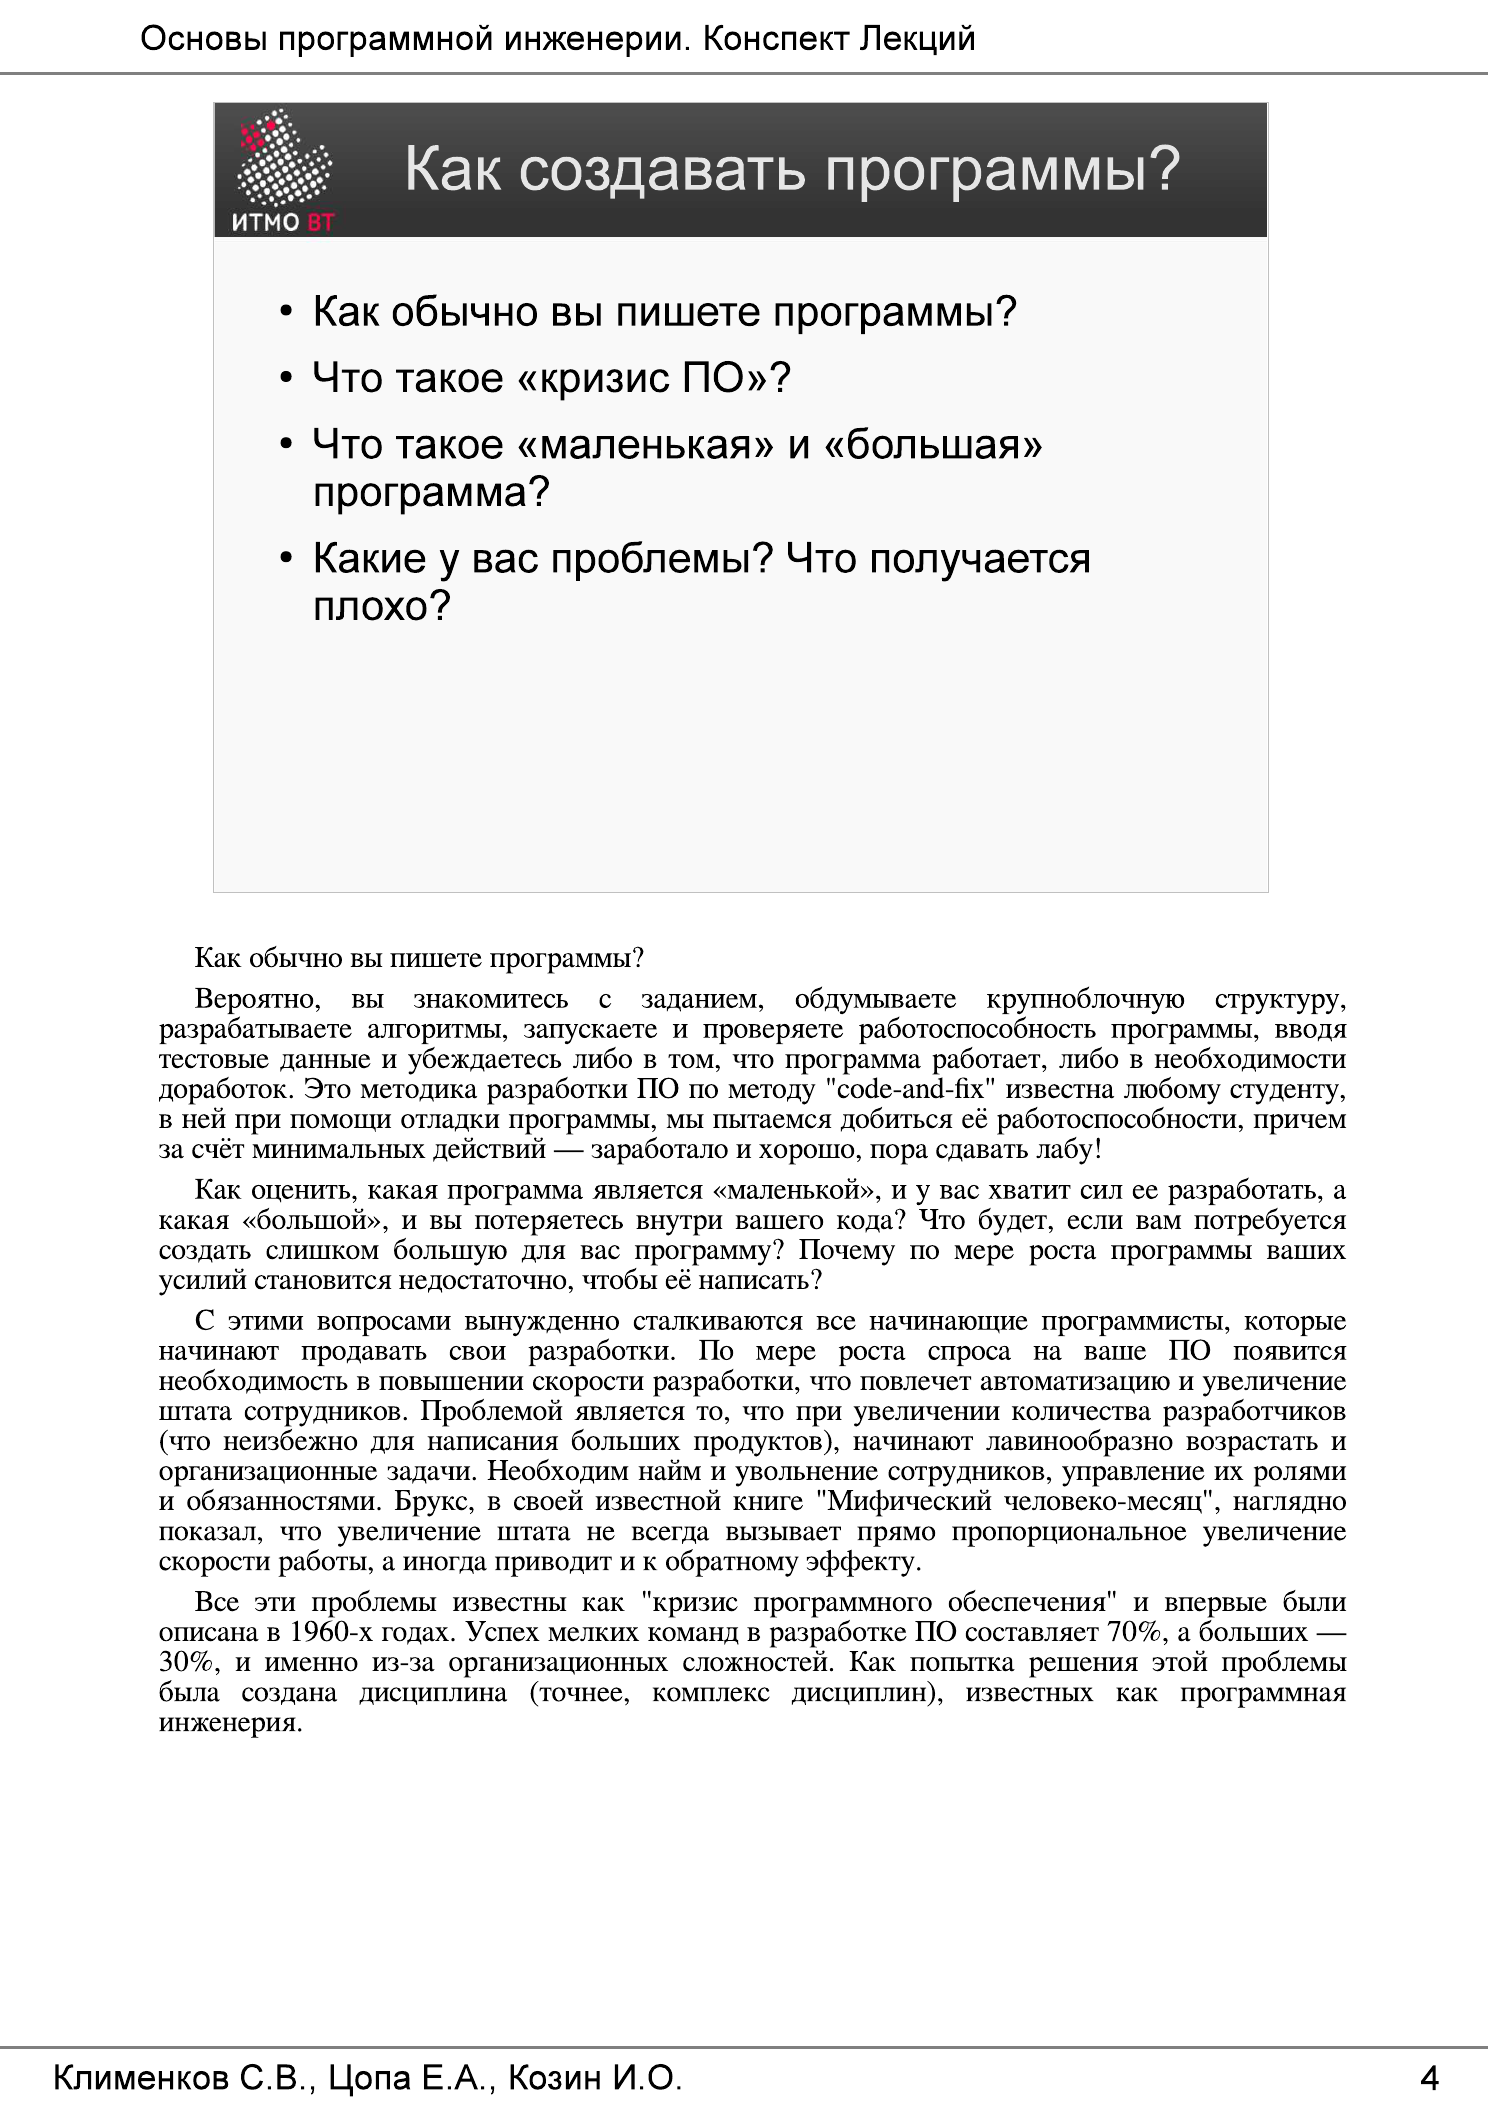 Основы программной инженерии. Конспект Лекций
ИТМО ВТ
Как создавать программы?
• Как обычно вы пишете программы?
• Что такое «кризис ПО»?
• Что такое «маленькая» и «большая»
программа?
• Какие у вас проблемы? Что получается
плохо?
Как обычно вы пишете программы?
Вероятно, вы знакомитесь с заданием, обдумываете крупноблочную структуру,
разрабатываете алгоритмы, запускаете и проверяете работоспособность программы, вводя
тестовые данные и убеждаетесь либо в том, что программа работает, либо в необходимости
доработок. Это методика разработки ПО по методу "code-and-fix" известна любому студенту,
в ней при помощи отладки программы, мы пытаемся добиться её работоспособности, причем
за счёт минимальных действий — заработало и хорошо, пора сдавать лабу!
Как оценить, какая программа является «маленькой», и у вас хватит сил ее разработать, а
какая «большой», и вы потеряетесь внутри вашего кода? Что будет, если вам потребуется
создать слишком большую для вас программу? Почему по мере роста программы ваших
усилий становится недостаточно, чтобы её написать?
С этими вопросами вынужденно сталкиваются все начинающие программисты, которые
начинают продавать свои разработки. По мере роста спроса на ваше ПО появится
необходимость в повышении скорости разработки, что повлечет автоматизацию и увеличение
штата сотрудников. Проблемой является то, что при увеличении количества разработчиков
(что неизбежно для написания больших продуктов), начинают лавинообразно возрастать и
организационные задачи. Необходим найм и увольнение сотрудников, управление их ролями
и обязанностями. Брукс, в своей известной книге "Мифический человеко-месяц", наглядно
показал, что увеличение штата не всегда вызывает прямо пропорциональное увеличение
скорости работы, а иногда приводит и к обратному эффекту.
Все эти проблемы известны как "кризис программного обеспечения" и впервые были
описана в 1960-х годах. Успех мелких команд в разработке ПО составляет 70%, а больших —
30%, и именно из-за организационных сложностей. Как попытка решения этой проблемы
была создана дисциплина (точнее, комплекс дисциплин), известных как программная
инженерия.
Клименков С.В., Цопа Е.А., Козин И.О.
4